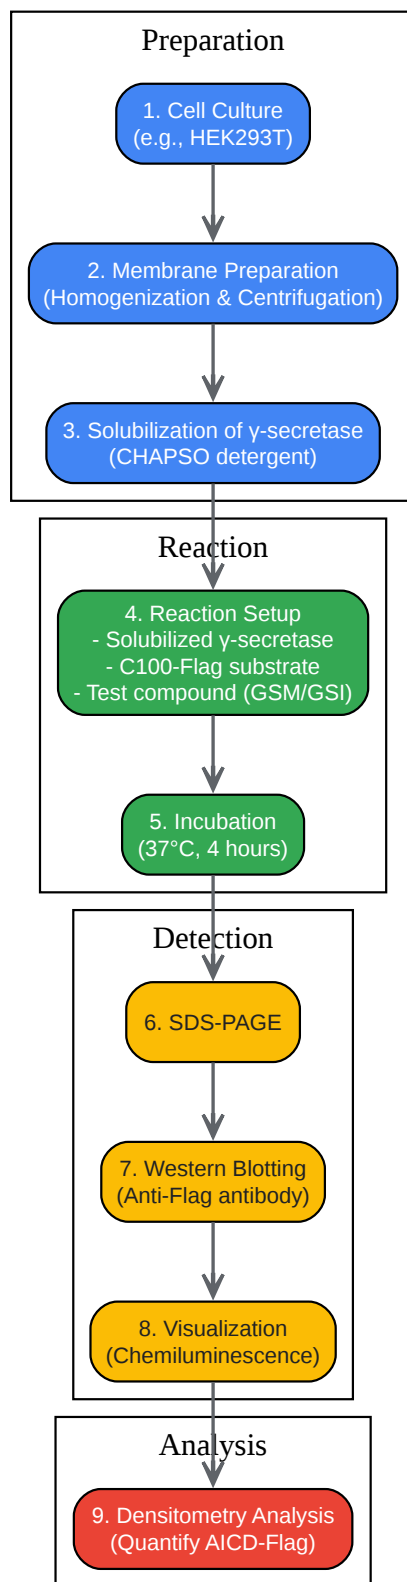 Preparation
1. Cell Culture
(e.g., HEK293T)
2. Membrane Preparation
(Homogenization & Centrifugation)
3. Solubilization of γ-secretase
(CHAPSO detergent)
Reaction
4. Reaction Setup
- Solubilized γ-secretase
- C100-Flag substrate
- Test compound (GSM/GSI)
5. Incubation
(37°C, 4 hours)
Detection
6. SDS-PAGE
7. Western Blotting
(Anti-Flag antibody)
8. Visualization
(Chemiluminescence)
Analysis
9. Densitometry Analysis
(Quantify AICD-Flag)